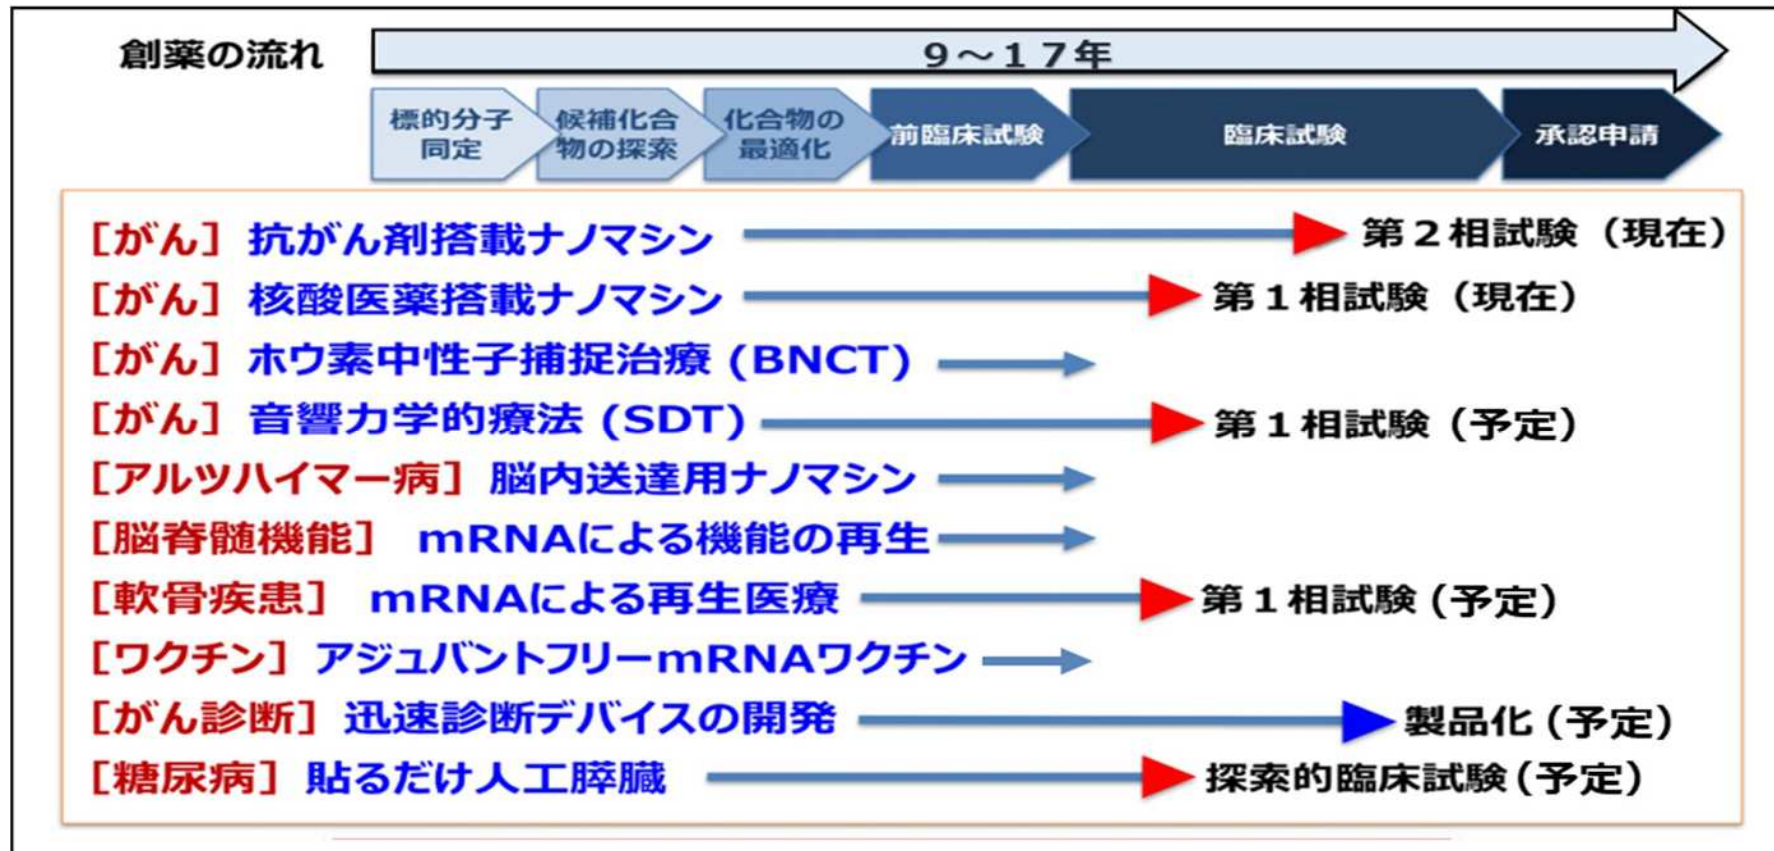 創薬の流れ
9～17年
標的分子
同定
候補化合
物の探索
化合物の
最適化
前臨床試験
臨床試験
承認申請
［がん］抗がん剤搭載ナノマシン 第２相試験（現在）
［がん］核酸医薬搭載ナノマシン 第１相試験（現在）
［がん］ホウ素中性子捕捉治療 (BNCT)
［がん］音響力学的療法 (SDT) 第１相試験 (予定)
［アルツハイマー病］脳内送達用ナノマシン
［脳脊髄機能］ mRNAによる機能の再生
［軟骨疾患］ mRNAによる再生医療 第１相試験 (予定)
［ワクチン］アジュバントフリーmRNAワクチン
［がん診断］迅速診断デバイスの開発 製品化 (予定)
［糖尿病］貼るだけ人工膵臓 探索的臨床試験 (予定)